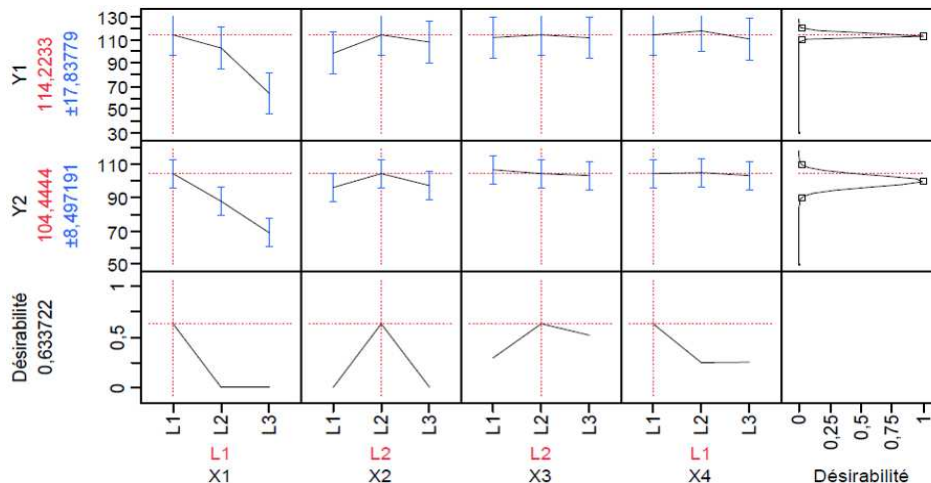 Y1
114,2233
±17,83779
130
110
90
70
50
30
Y2
104,4444
±8,497191
110
90
70
50
Désirabilité
0,633722
1
0,5
0
L1 L2 L3
L1 L2 L3
L1 L2 L3
L1 L2 L3
0 0,25 0,5 0,75 1
L1 L2 L2 L1
X1 X2 X3 X4 Désirabilité